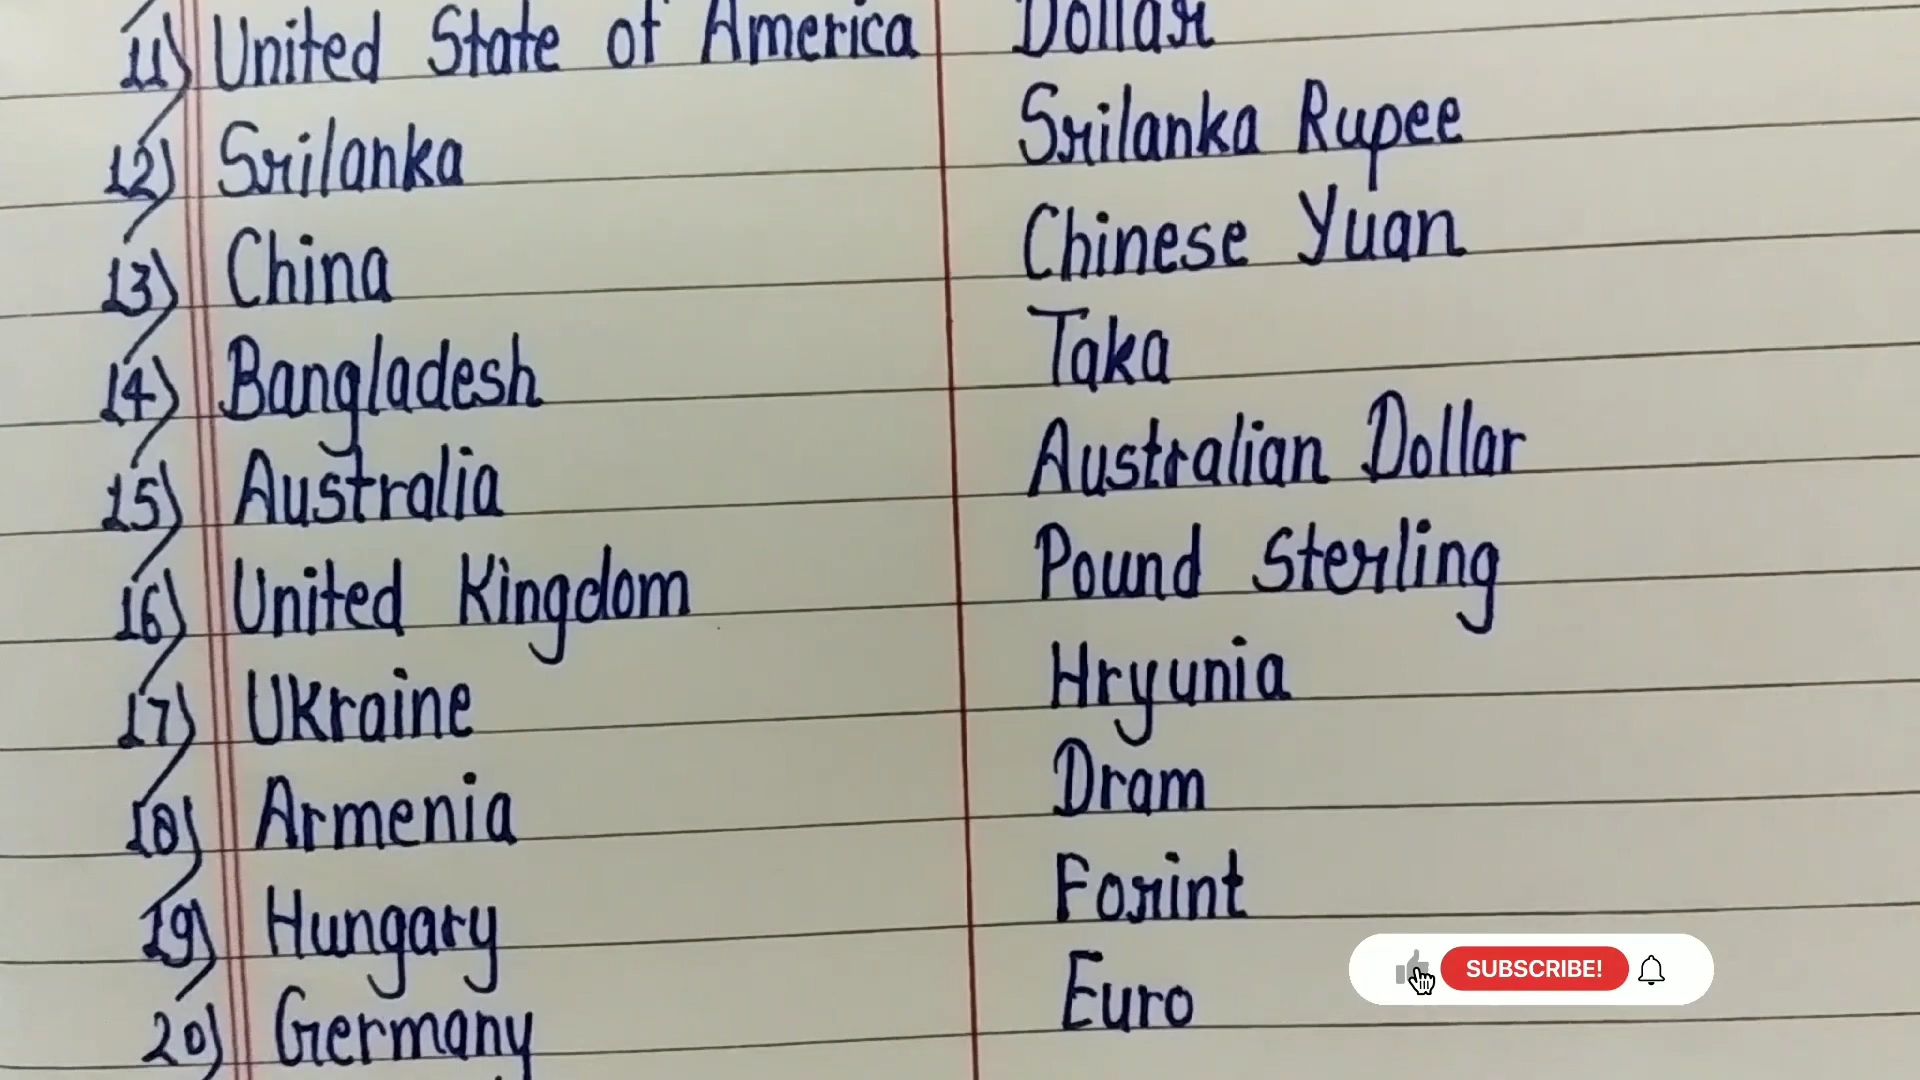 11) United State of America Dollar
12) Srilanka Srilanka Rupee
13) China Chinese Yuan
14) Bangladesh Taka
15) Australia Australian Dollar
16) United Kingdom Pound Sterling
17) Ukraine Hryunia
18) Armenia Dram
19) Hungary Forint
20) Germany Euro
SUBSCRIBE!